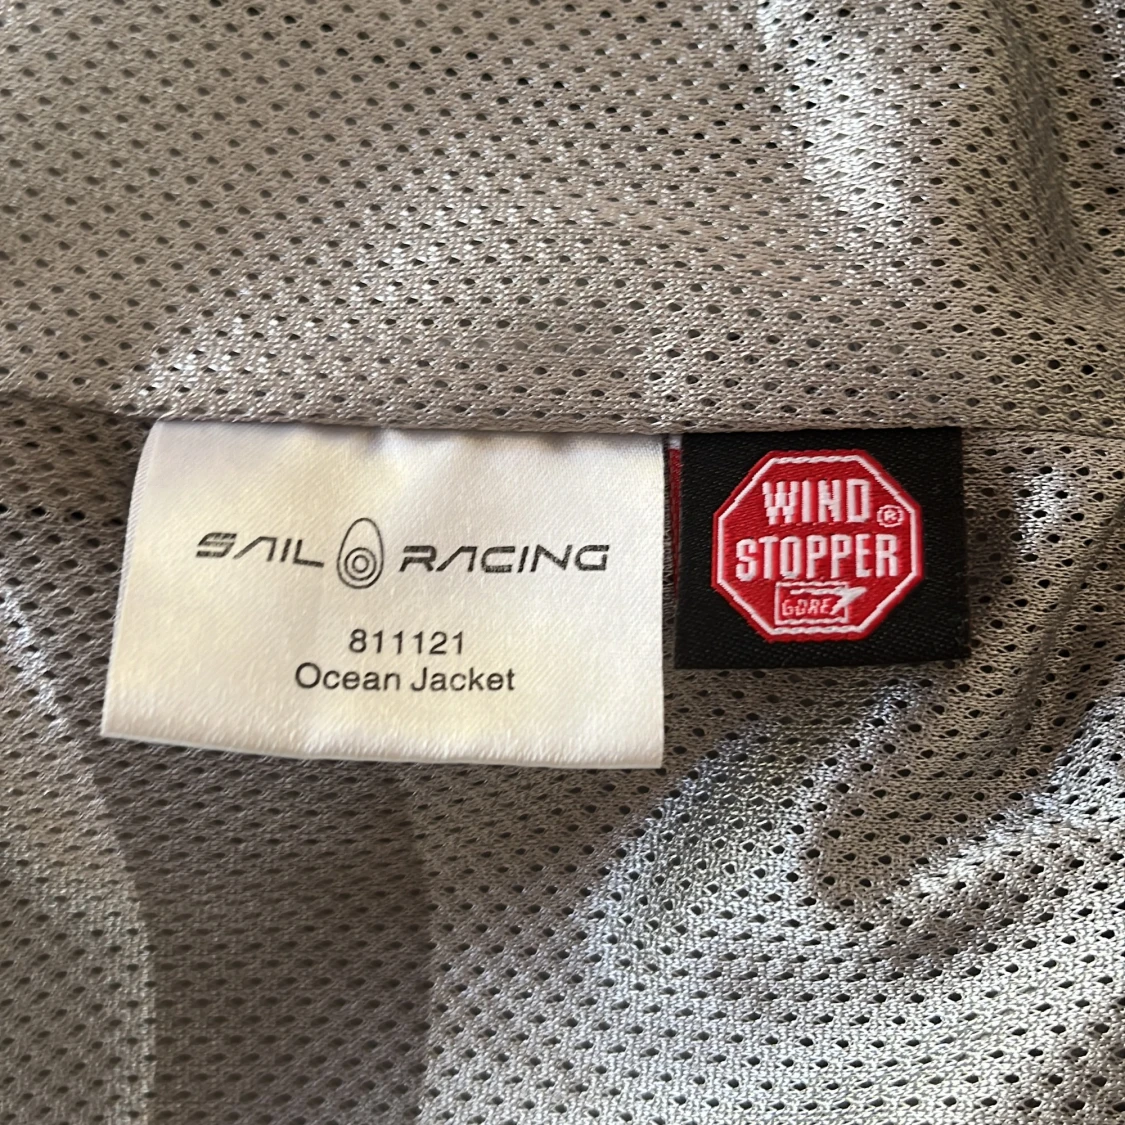 SAIL RACING
811121
Ocean Jacket
WIND
STOPPER®
GORE